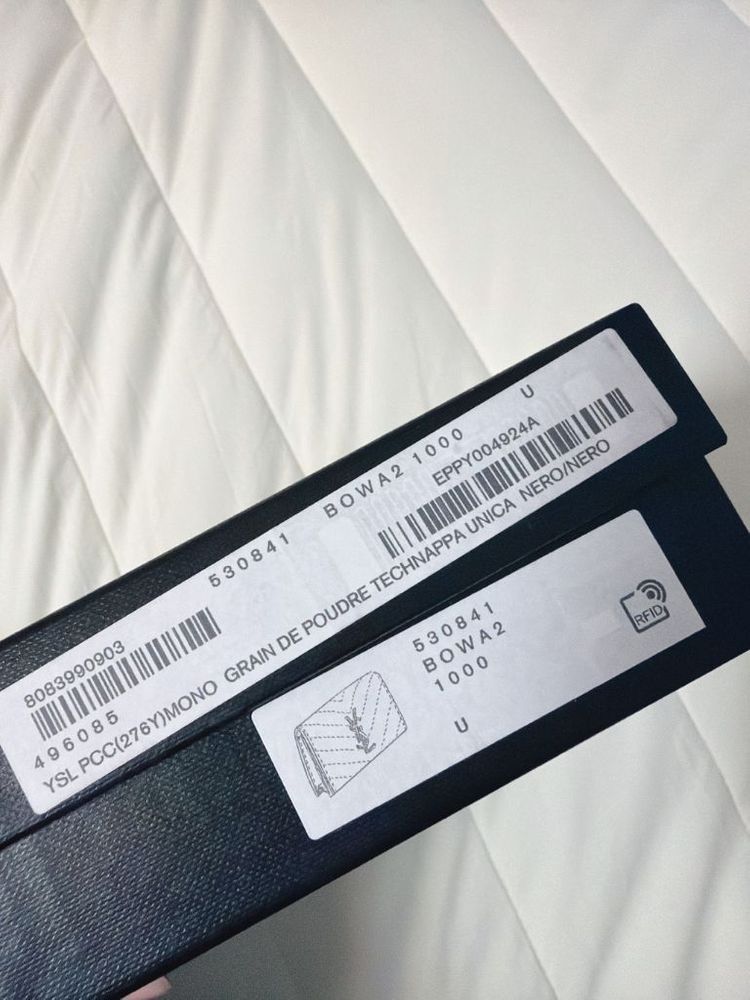 530841 BOWA2 1000 U
8083990903 EPPY004924A
496085
YSL PCC(276Y)MONO GRAIN DE POUDRE TECHNAPPA UNICA NERO/NERO
530841
BOWA2
1000
U
RFID
YSL